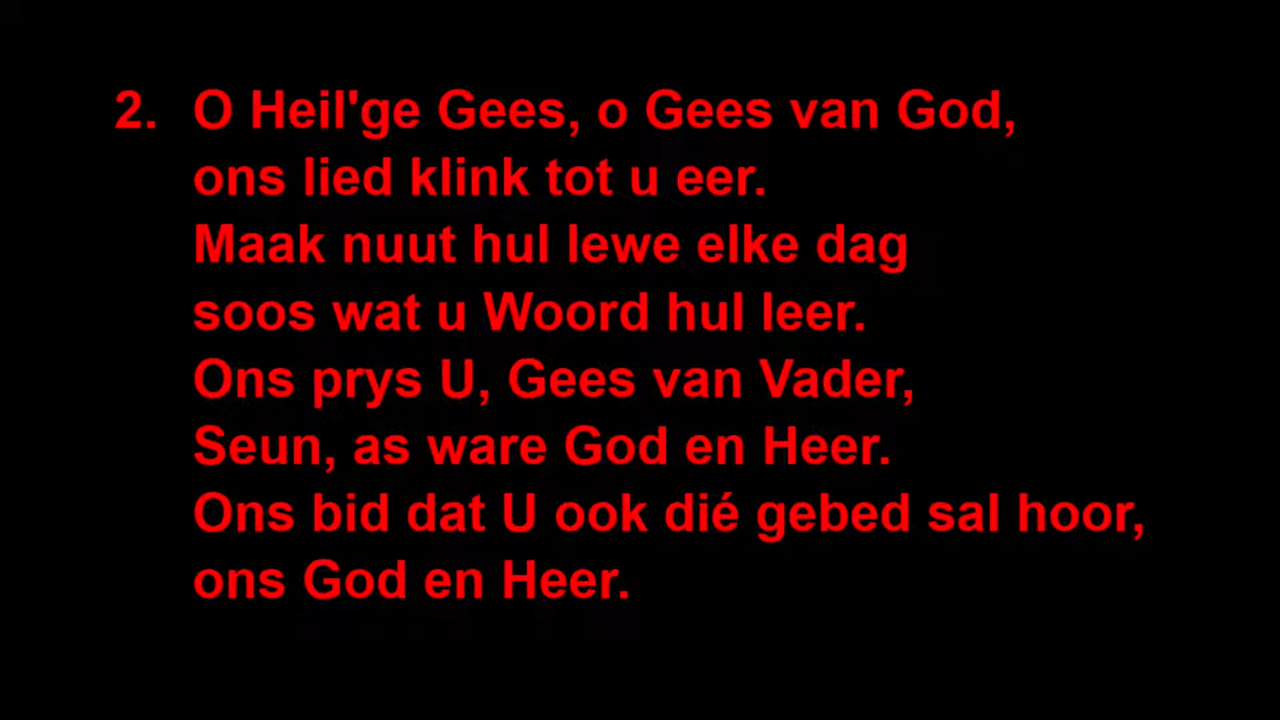 2. O Heil'ge Gees, o Gees van God,
ons lied klink tot u eer.
Maak nuut hul lewe elke dag
soos wat u Woord hul leer.
Ons prys U, Gees van Vader,
Seun, as ware God en Heer.
Ons bid dat U ook dié gebed sal hoor,
ons God en Heer.